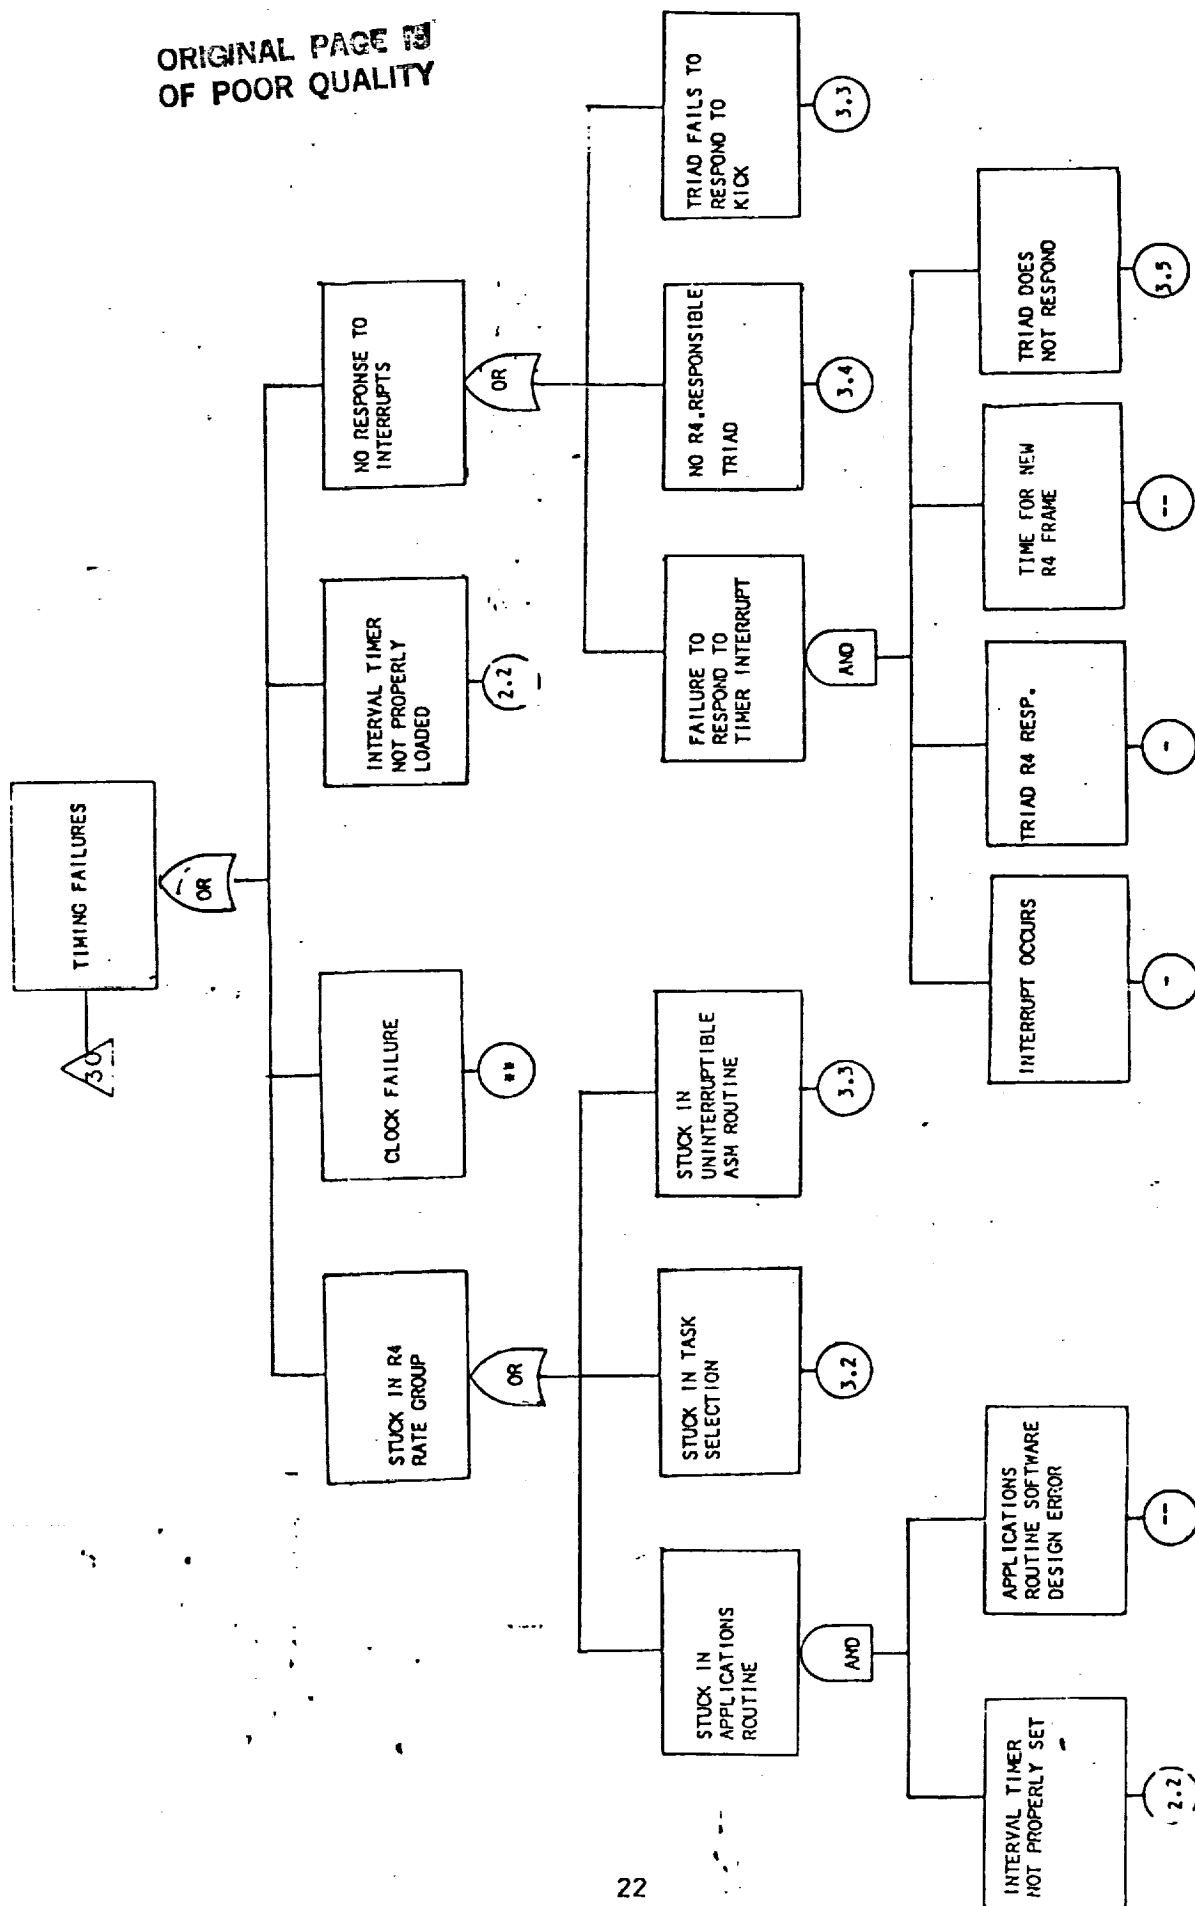 ORIGINAL PAGE IS
OF POOR QUALITY
30
TIMING FAILURES
OR
STUCK IN R4
RATE GROUP
OR
CLOCK FAILURE
**
INTERVAL TIMER
NOT PROPERLY
LOADED
2.2
NO RESPONSE TO
INTERRUPTS
OR
STUCK IN
APPLICATIONS
ROUTINE
AND
STUCK IN TASK
SELECTION
3.2
STUCK IN
UNINTERRUPTIBLE
ASM ROUTINE
3.3
FAILURE TO
RESPOND TO
TIMER INTERRUPT
AND
NO R4.RESPONSIBLE
TRIAD
3.4
TRIAD FAILS TO
RESPOND TO
KICK
3.3
INTERVAL TIMER
NOT PROPERLY SET
2.2
APPLICATIONS
ROUTINE SOFTWARE
DESIGN ERROR
--
INTERRUPT OCCURS
-
TRIAD R4 RESP.
-
TIME FOR NEW
R4 FRAME
--
TRIAD DOES
NOT RESPOND
3.5
22